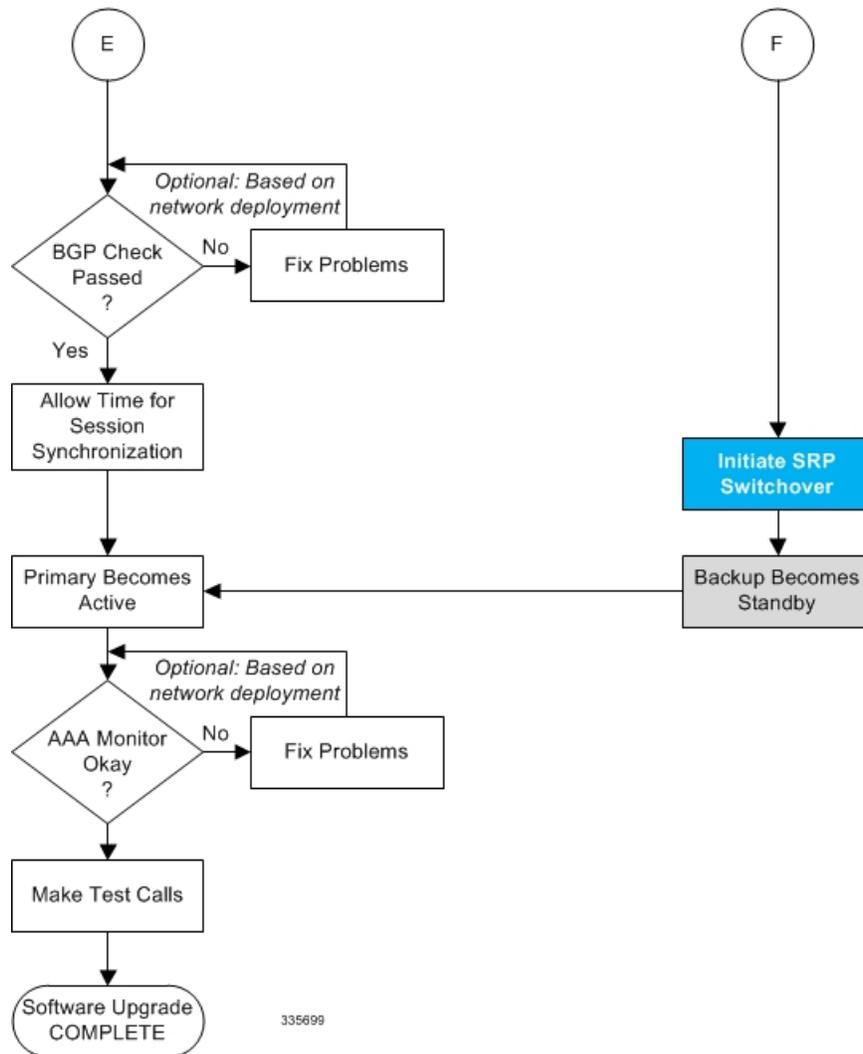 E
F
Optional: Based on
network deployment
BGP Check
Passed
?
No
Fix Problems
Yes
Allow Time for
Session
Synchronization
Initiate SRP
Switchover
Primary Becomes
Active
Backup Becomes
Standby
Optional: Based on
network deployment
AAA Monitor
Okay
?
No
Fix Problems
Make Test Calls
Software Upgrade
COMPLETE
335699